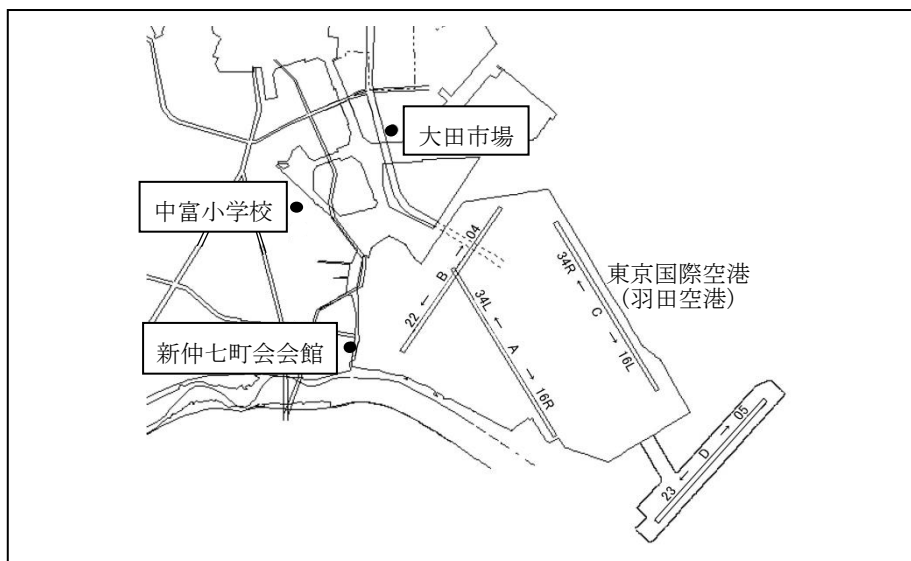 大田市場
中富小学校
04
B
22
34L
A
16R
34R
C
16L
東京国際空港
(羽田空港)
新仲七町会会館
05
D
23